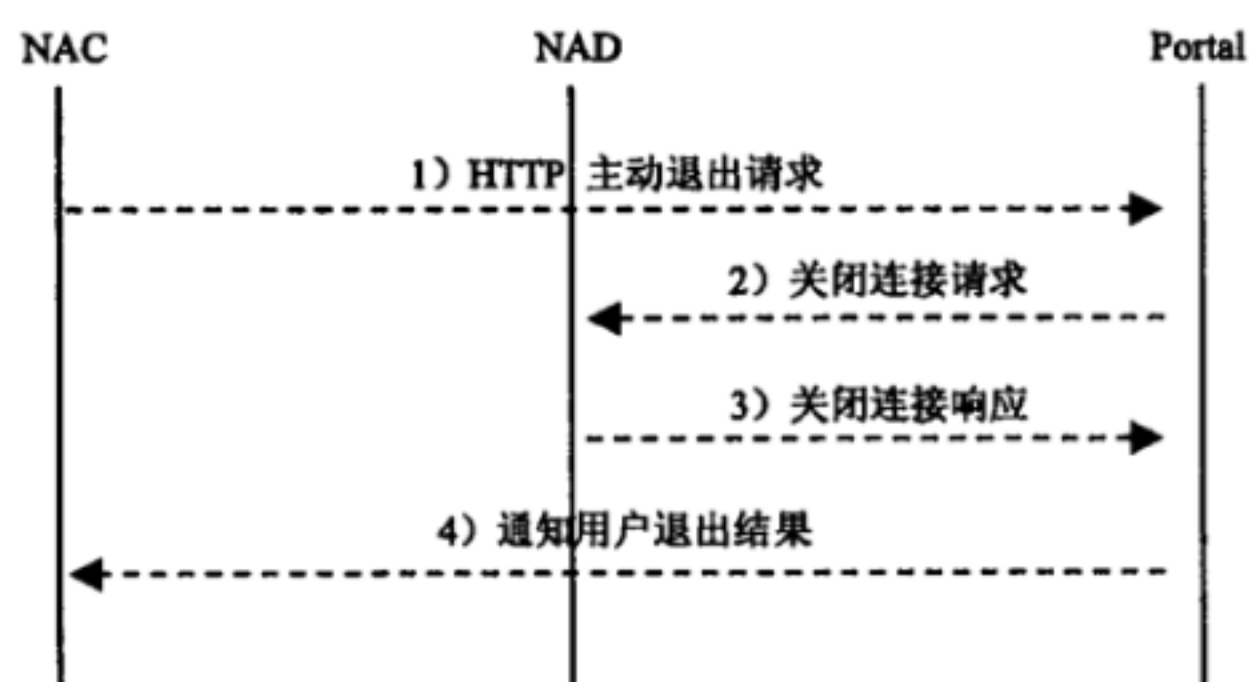 NAC NAD Portal
1）HTTP 主动退出请求
2）关闭连接请求
3）关闭连接响应
4）通知用户退出结果